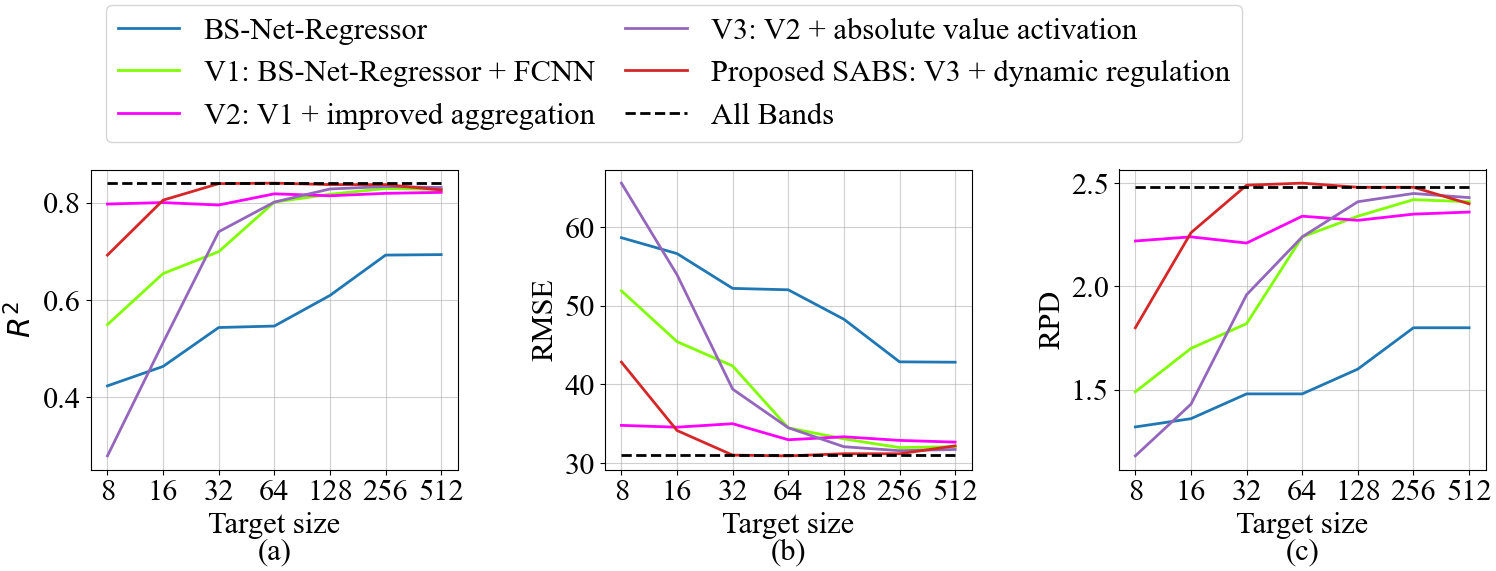 BS-Net-Regressor
V1: BS-Net-Regressor + FCNN
V2: V1 + improved aggregation
V3: V2 + absolute value activation
Proposed SABS: V3 + dynamic regulation
All Bands
R²
0.8
0.6
0.4
8 16 32 64 128 256 512
Target size
(a)
RMSE
60
50
40
30
8 16 32 64 128 256 512
Target size
(b)
RPD
2.5
2.0
1.5
8 16 32 64 128 256 512
Target size
(c)